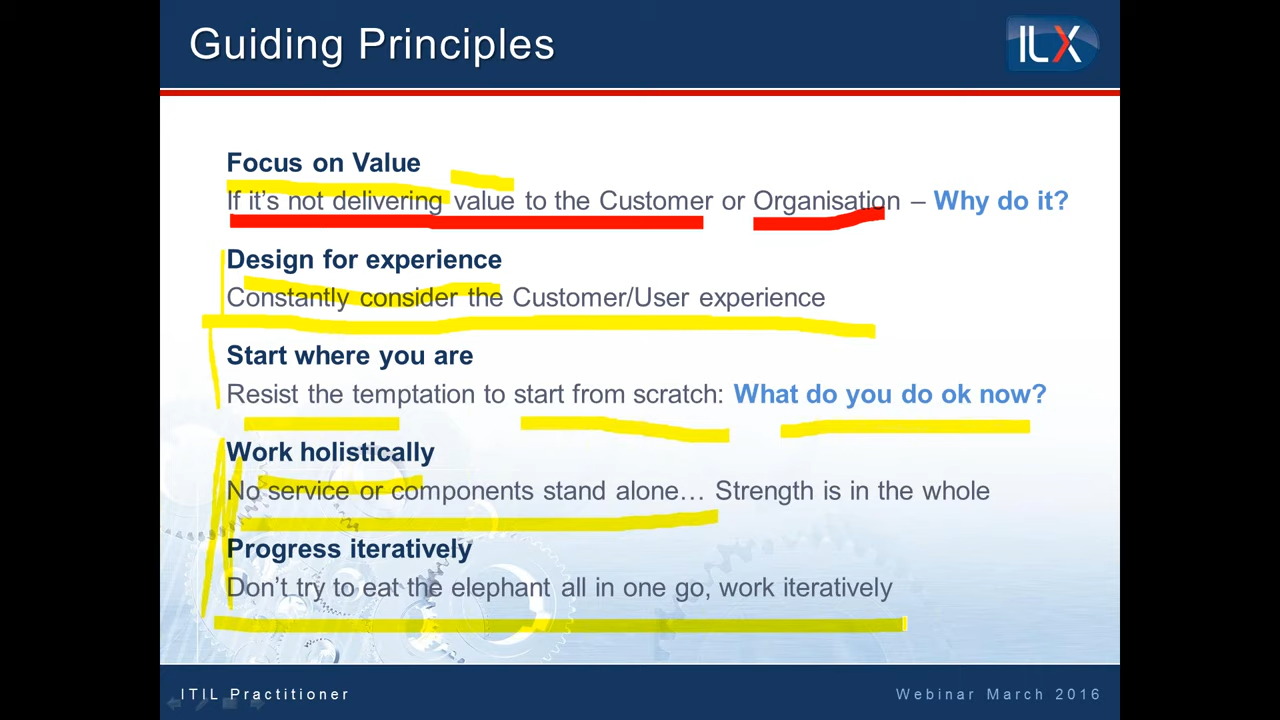 Guiding Principles
ILX
Focus on Value
If it's not delivering value to the Customer or Organisation – Why do it?
Design for experience
Constantly consider the Customer/User experience
Start where you are
Resist the temptation to start from scratch: What do you do ok now?
Work holistically
No service or components stand alone… Strength is in the whole
Progress iteratively
Don't try to eat the elephant all in one go, work iteratively
ITIL Practitioner
Webinar March 2016